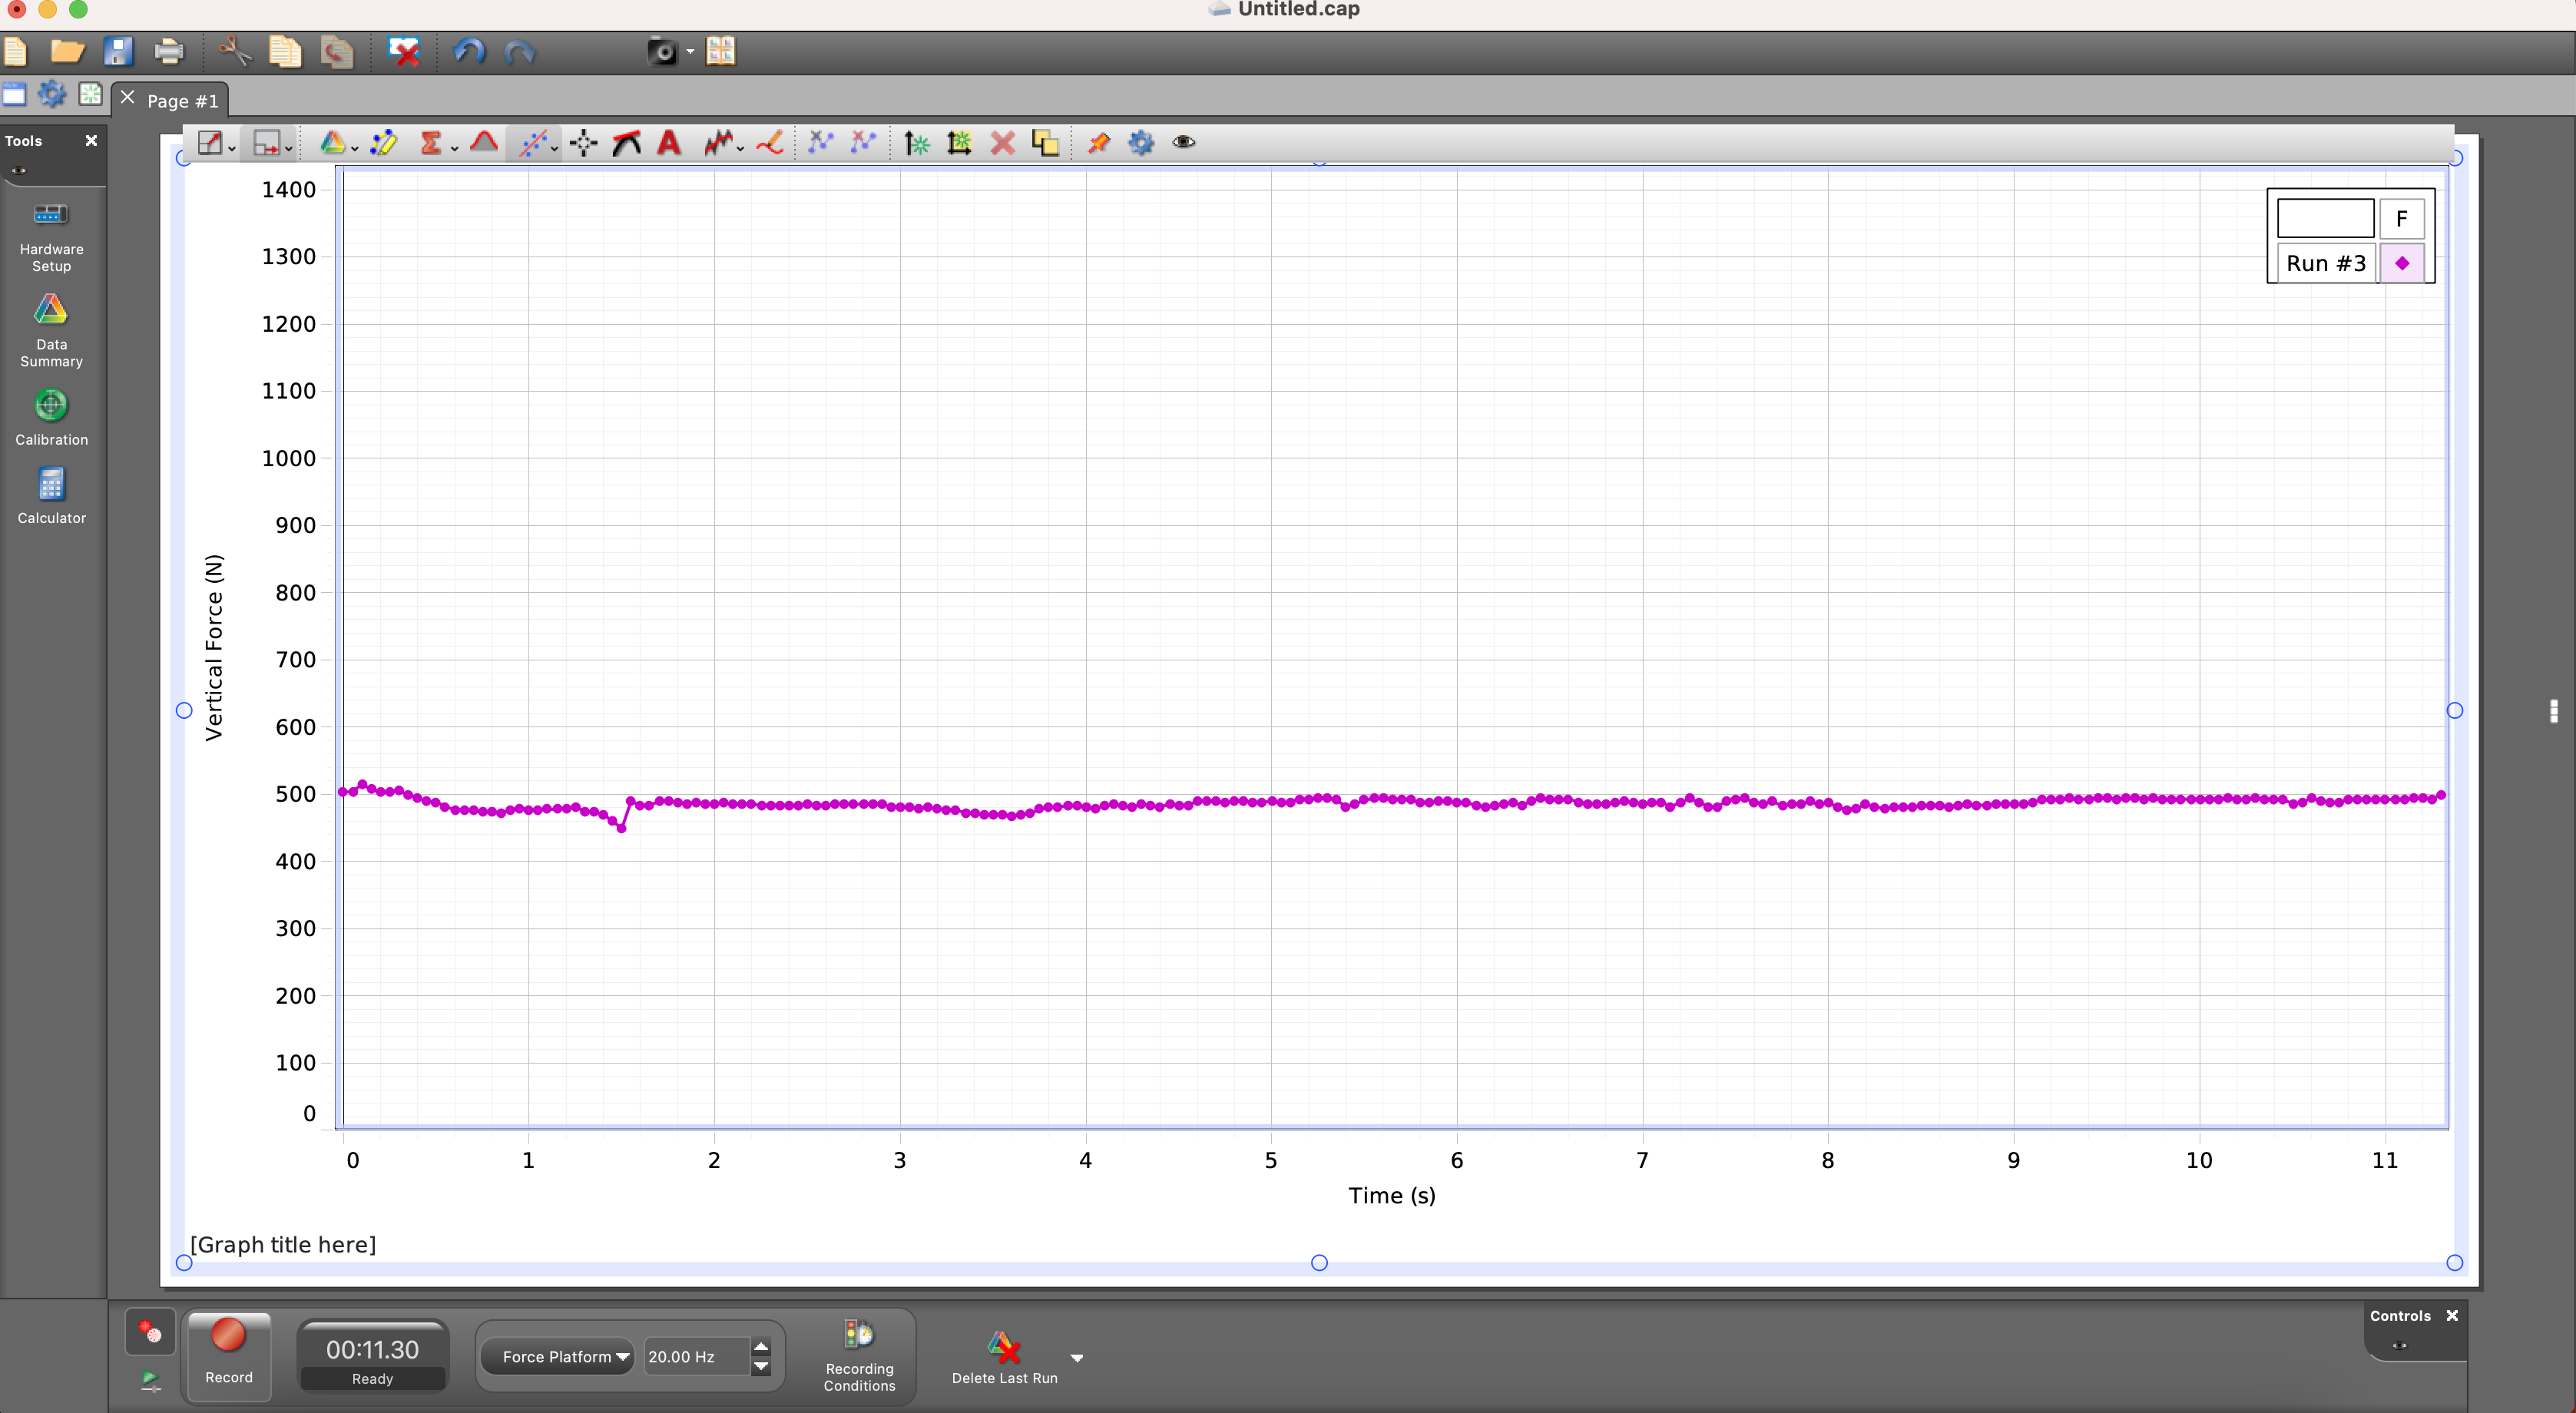 Untitled.cap
Page #1
Tools
Hardware
Setup
Data
Summary
Calibration
Calculator
1400
1300
1200
1100
1000
900
800
700
600
500
400
300
200
100
0
Vertical Force (N)
F
Run #3
0 1 2 3 4 5 6 7 8 9 10 11
Time (s)
[Graph title here]
Record
00:11.30
Ready
Force Platform
20.00 Hz
Recording
Conditions
Delete Last Run
Controls